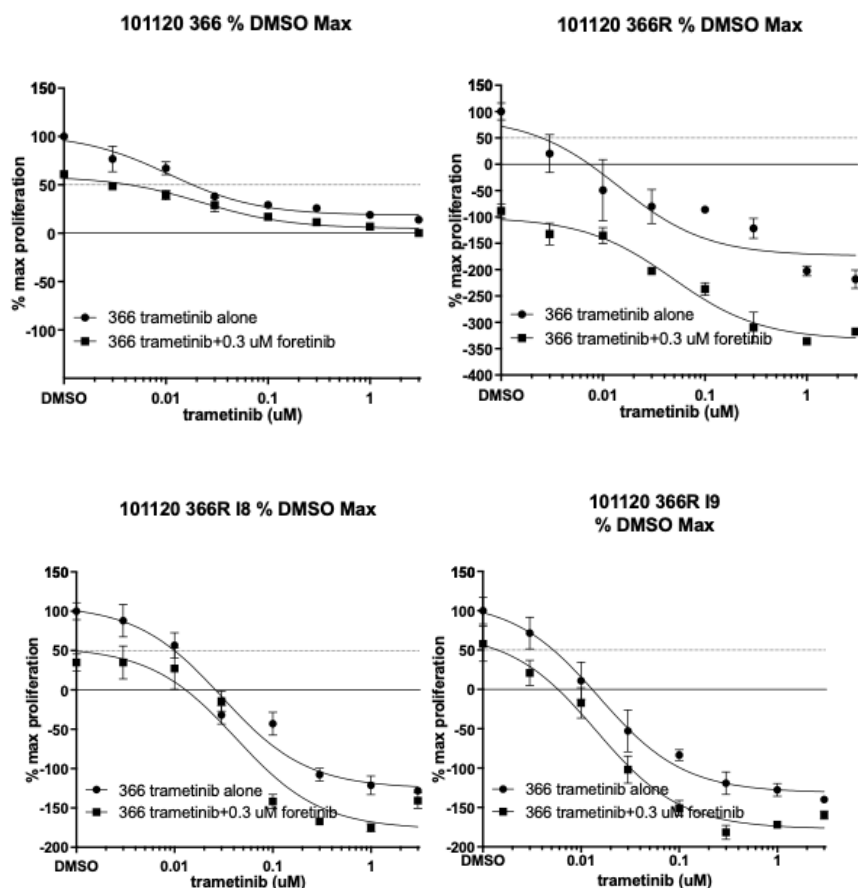 101120 366 % DMSO Max
% max proliferation
150
100
50
0
-50
-100
366 trametinib alone
366 trametinib+0.3 uM foretinib
DMSO
0.01
0.1
1
trametinib (uM)
101120 366R % DMSO Max
% max proliferation
150
100
50
0
-50
-100
-150
-200
-250
-300
-350
-400
366 trametinib alone
366 trametinib+0.3 uM foretinib
DMSO
0.01
0.1
1
trametinib (uM)
101120 366R I8 % DMSO Max
% max proliferation
150
100
50
0
-50
-100
-150
-200
366 trametinib alone
366 trametinib+0.3 uM foretinib
DMSO
0.01
0.1
1
trametinib (uM)
101120 366R I9
% DMSO Max
% max proliferation
150
100
50
0
-50
-100
-150
-200
366 trametinib alone
366 trametinib+0.3 uM foretinib
DMSO
0.01
0.1
1
trametinib (uM)